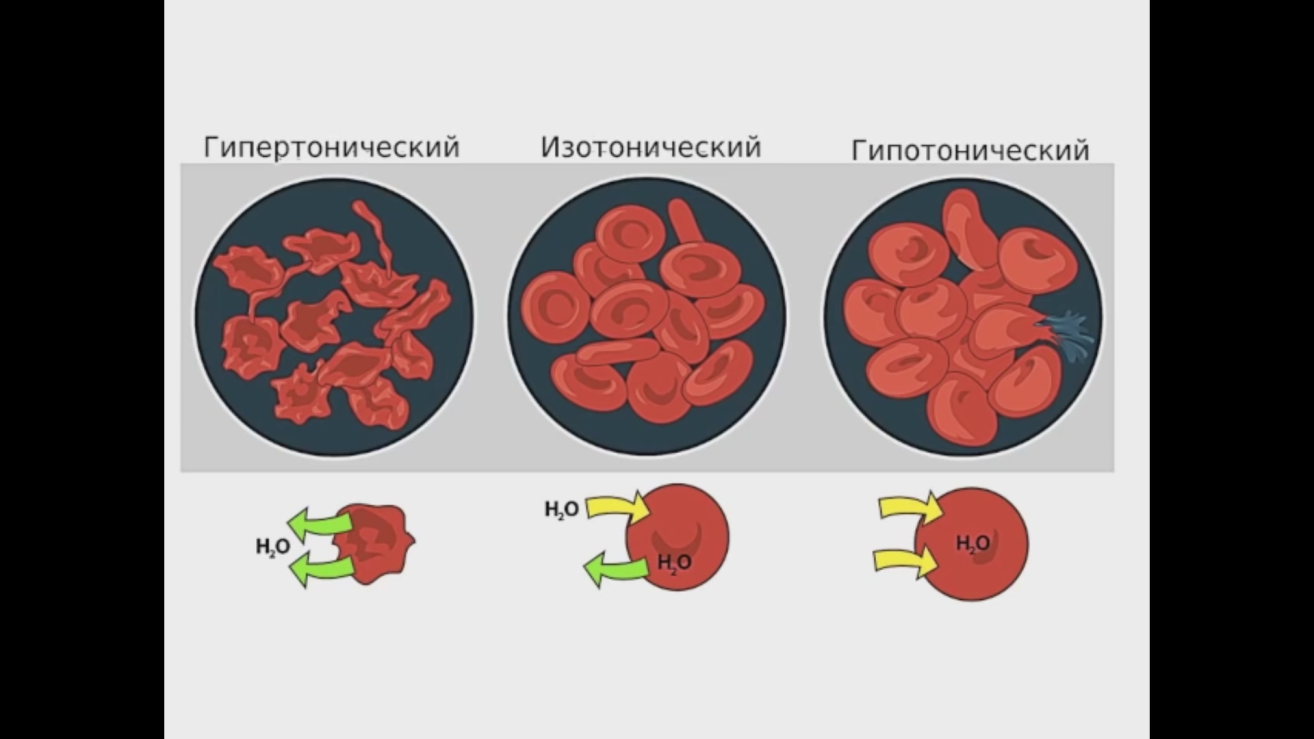 Гипертонический
Изотонический
Гипотонический
H₂O
H₂O
H₂O
H₂O